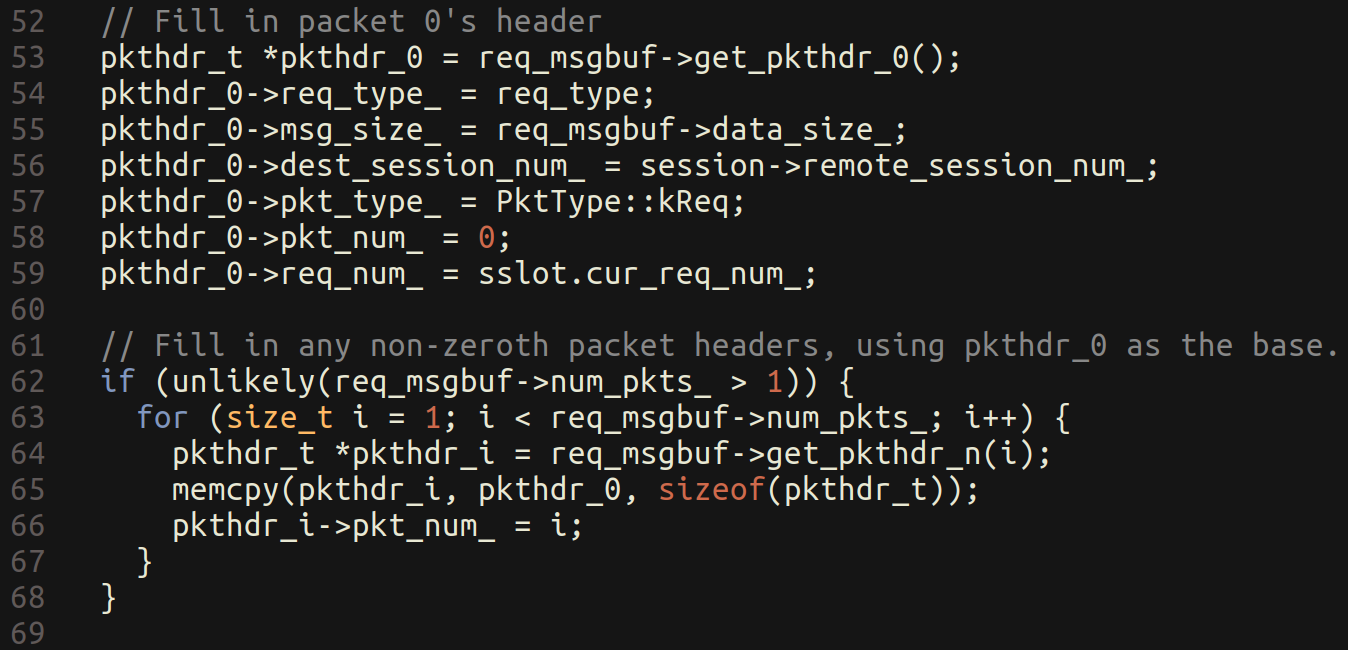 52   // Fill in packet 0's header
53   pkthdr_t *pkthdr_0 = req_msgbuf->get_pkthdr_0();
54   pkthdr_0->req_type_ = req_type;
55   pkthdr_0->msg_size_ = req_msgbuf->data_size_;
56   pkthdr_0->dest_session_num_ = session->remote_session_num_;
57   pkthdr_0->pkt_type_ = PktType::kReq;
58   pkthdr_0->pkt_num_ = 0;
59   pkthdr_0->req_num_ = sslot.cur_req_num_;
60
61   // Fill in any non-zeroth packet headers, using pkthdr_0 as the base.
62   if (unlikely(req_msgbuf->num_pkts_ > 1)) {
63     for (size_t i = 1; i < req_msgbuf->num_pkts_; i++) {
64       pkthdr_t *pkthdr_i = req_msgbuf->get_pkthdr_n(i);
65       memcpy(pkthdr_i, pkthdr_0, sizeof(pkthdr_t));
66       pkthdr_i->pkt_num_ = i;
67     }
68   }
69